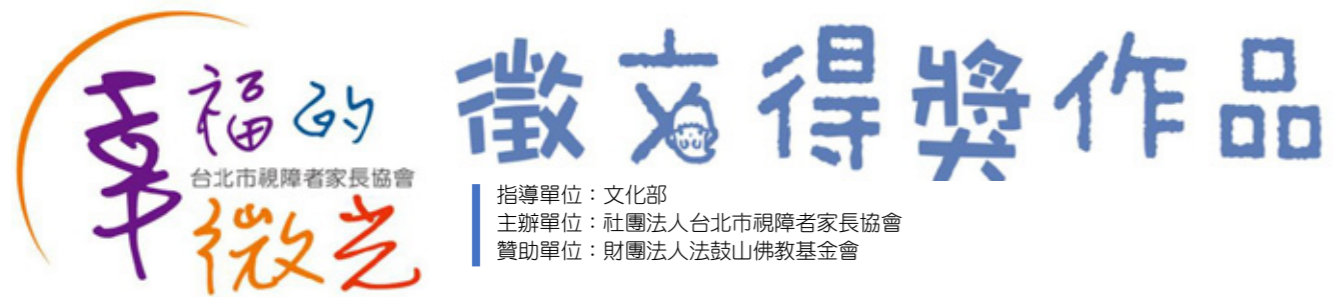 幸福的
台北市視障者家長協會
微光
徵文得獎作品
指導單位：文化部
主辦單位：社團法人台北市視障者家長協會
贊助單位：財團法人法鼓山佛教基金會